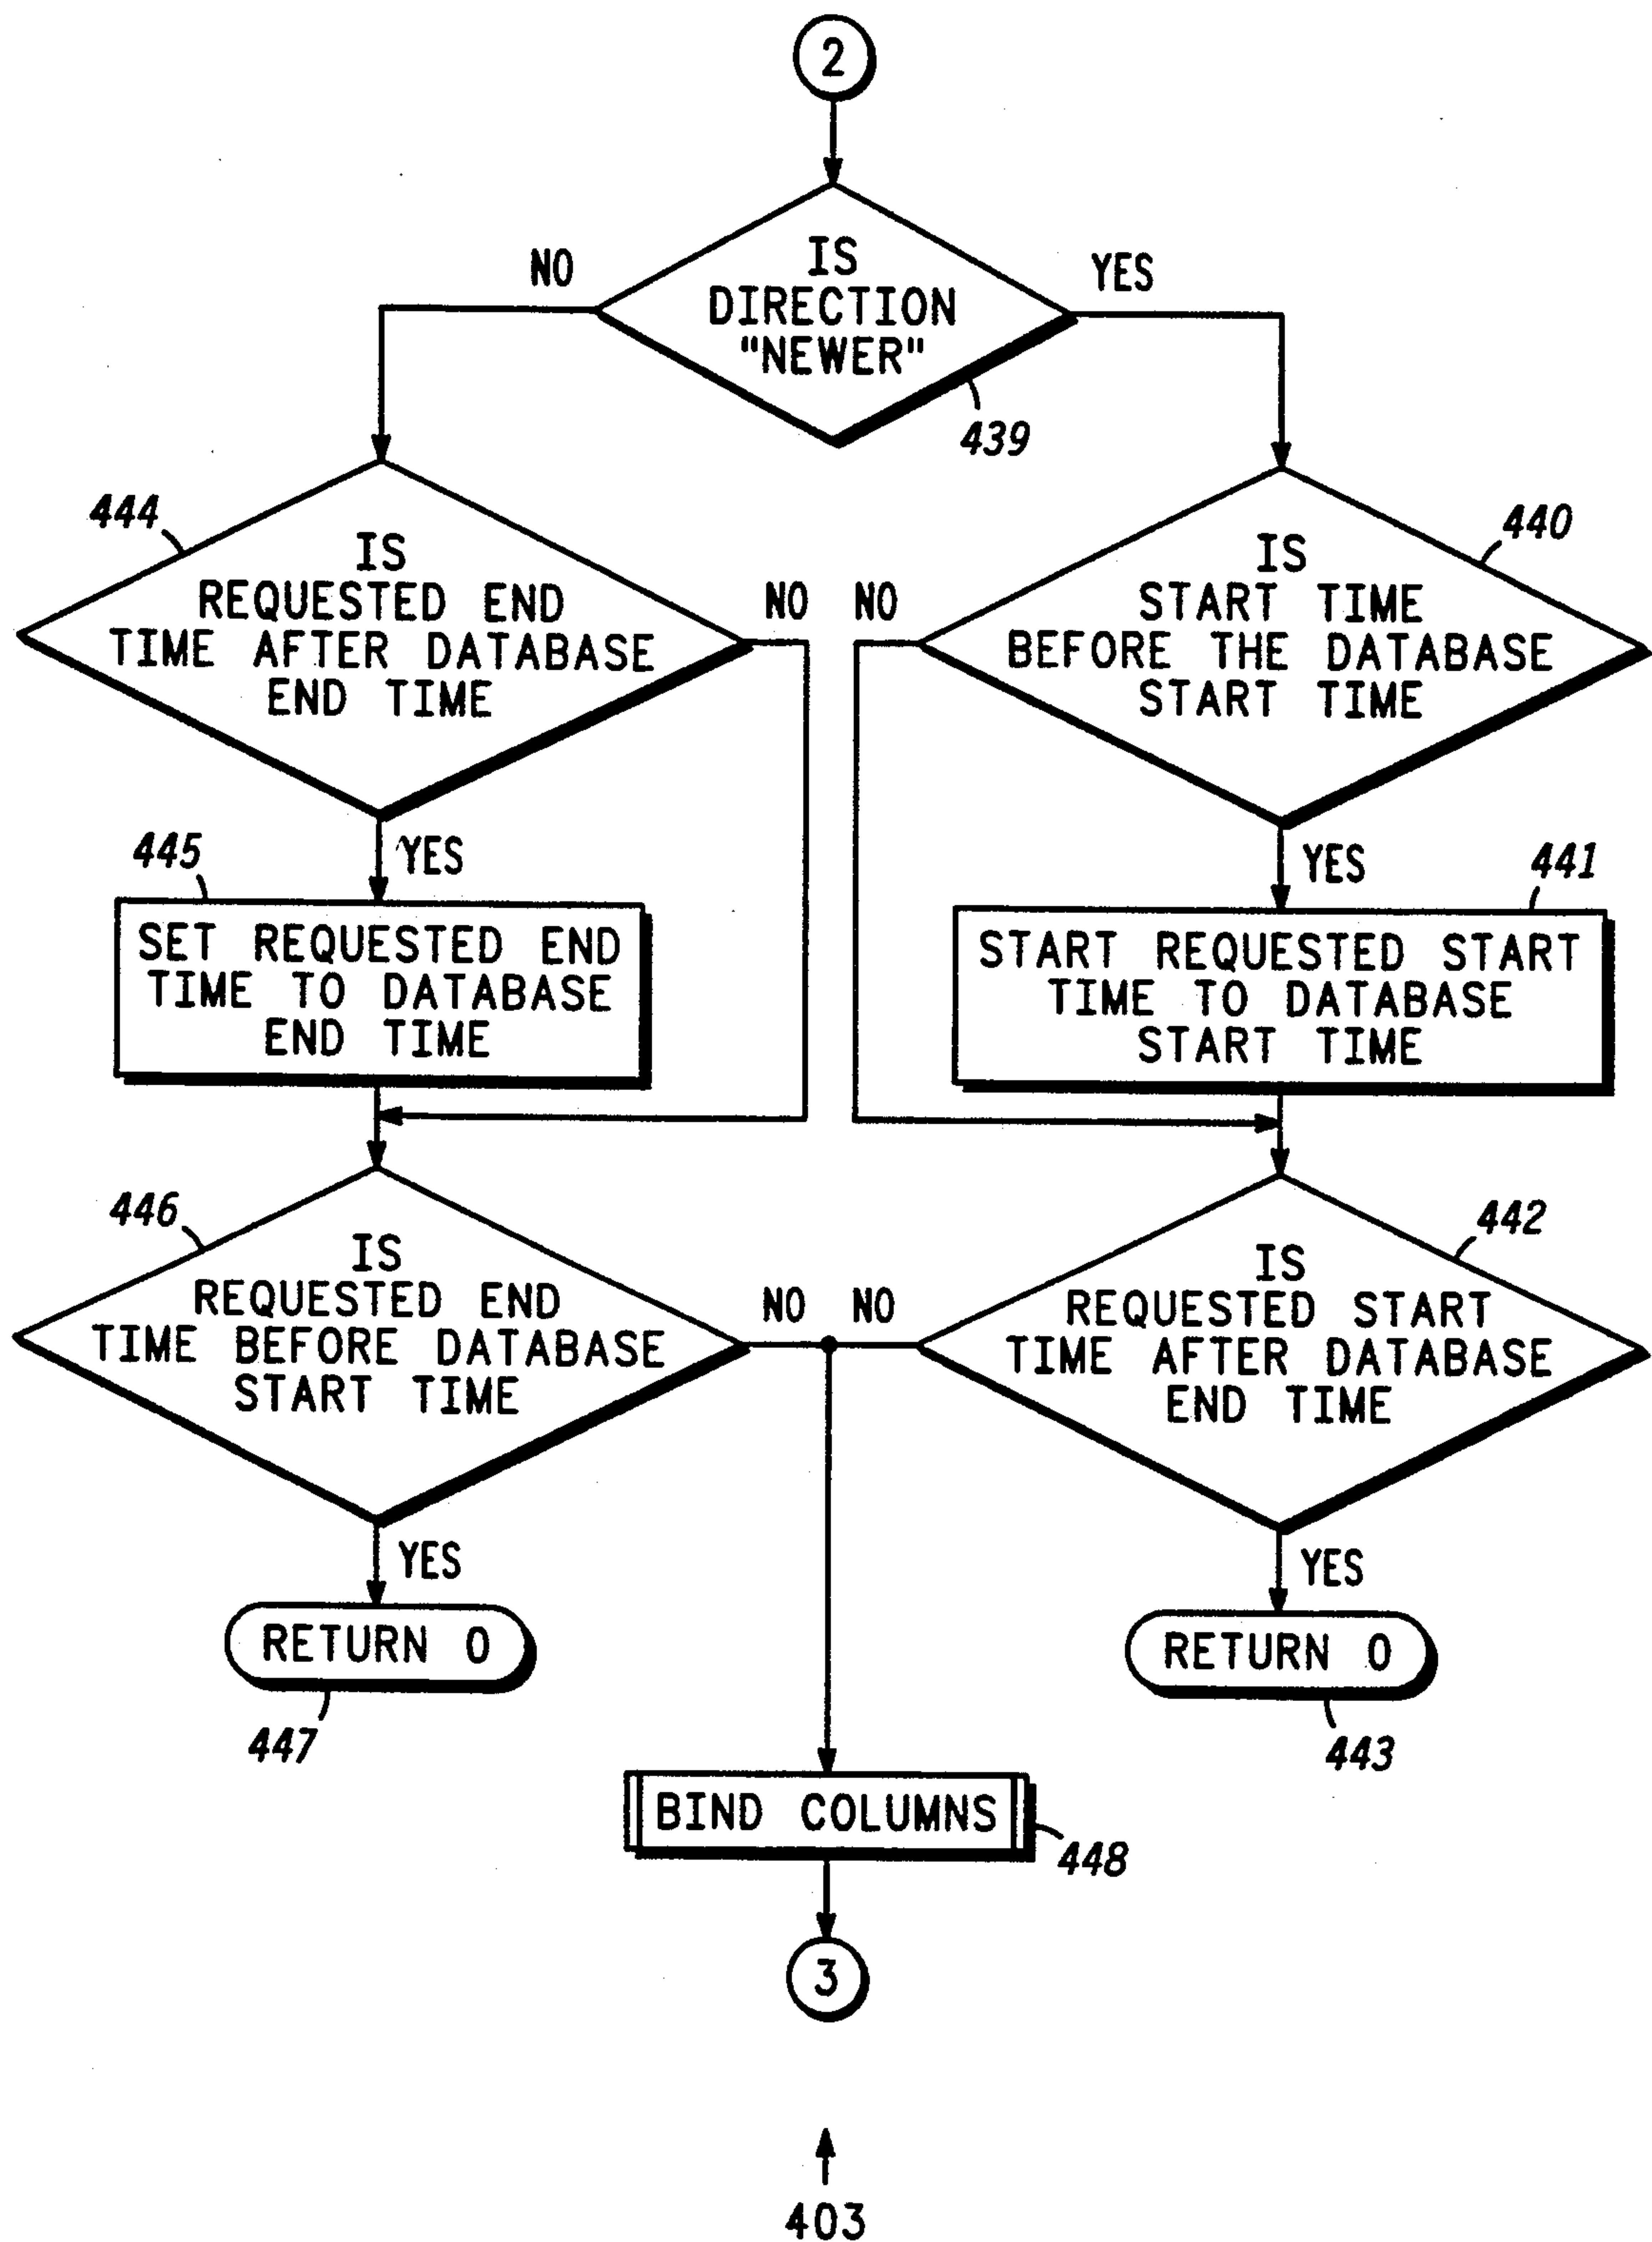 2
IS
DIRECTION
"NEWER"
NO
YES
439
444
IS
REQUESTED END
TIME AFTER DATABASE
END TIME
NO
YES
440
IS
START TIME
BEFORE THE DATABASE
START TIME
NO
YES
445
SET REQUESTED END
TIME TO DATABASE
END TIME
441
START REQUESTED START
TIME TO DATABASE
START TIME
446
IS
REQUESTED END
TIME BEFORE DATABASE
START TIME
NO
YES
442
IS
REQUESTED START
TIME AFTER DATABASE
END TIME
NO
YES
RETURN 0
447
RETURN 0
443
BIND COLUMNS
448
3
403